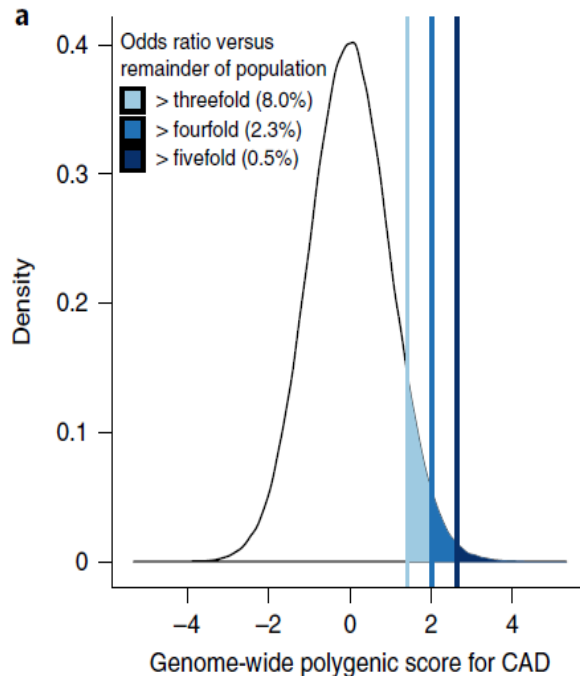 a
Odds ratio versus
remainder of population
> threefold (8.0%)
> fourfold (2.3%)
> fivefold (0.5%)
0.4
0.3
0.2
0.1
0
Density
−4
−2
0
2
4
Genome-wide polygenic score for CAD